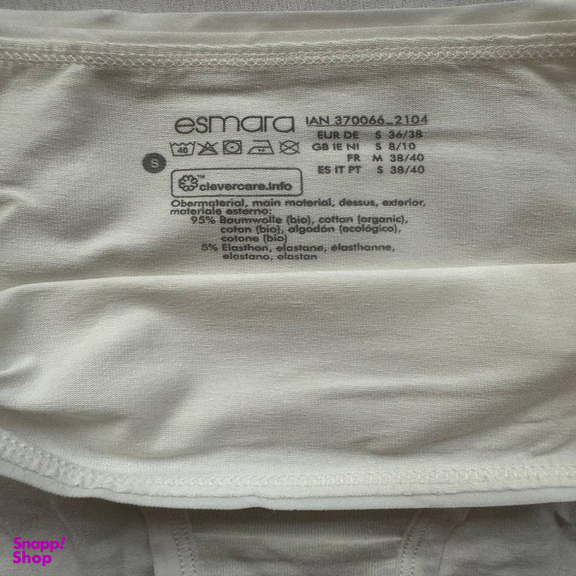 esmara IAN 370066_2104
EUR DE S 36/38
GB IE NI S 8/10
FR M 38/40
ES IT PT S 38/40
40
S
clevercare.info
Obermaterial, main material, dessus, exterior,
materiale esterno:
95% Baumwolle (bio), cotton (organic),
coton (bio), algodón (ecológico),
cotone (bio)
5% Elasthan, elastane, élasthanne,
elastano, elastan
Snapp!
Shop